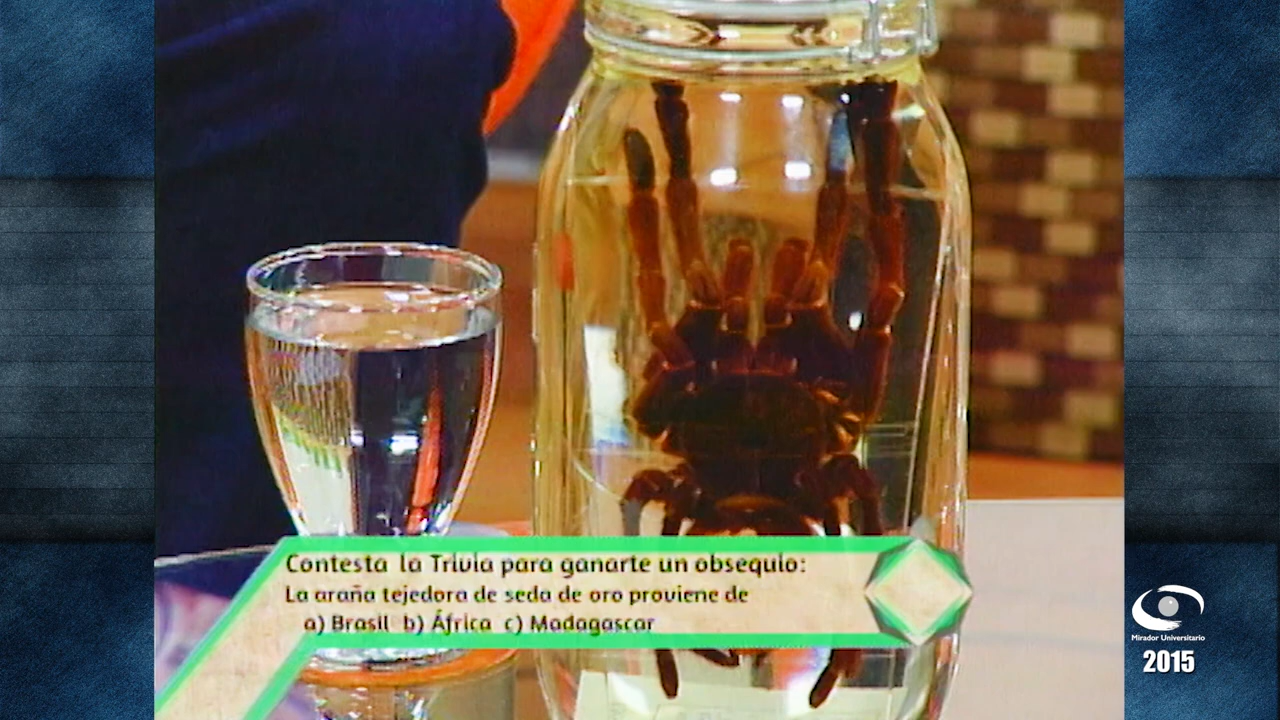 Contesta la Trivia para ganarte un obsequio:
La araña tejedora de seda de oro proviene de
a) Brasil b) África c) Madagascar
Mirador Universitario
2015